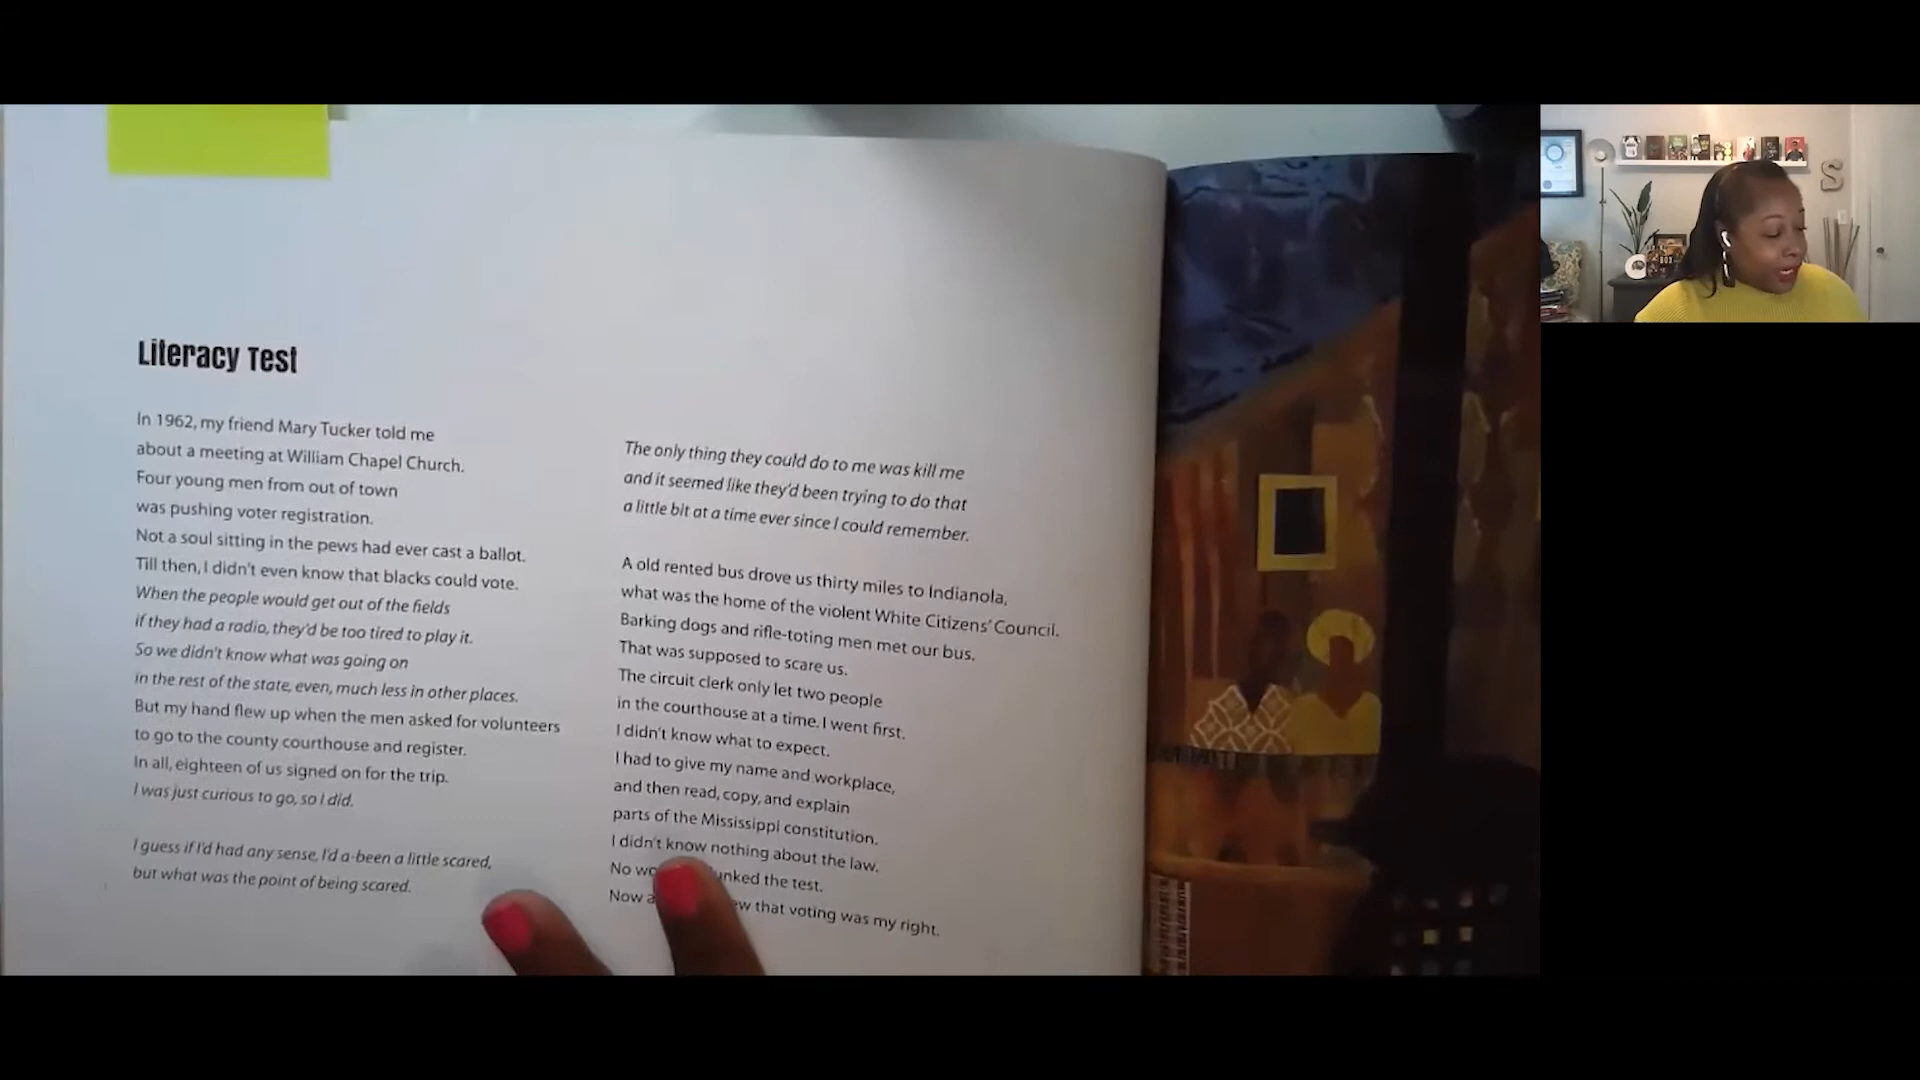 Literacy Test
In 1962, my friend Mary Tucker told me
about a meeting at William Chapel Church.
Four young men from out of town
was pushing voter registration.
Not a soul sitting in the pews had ever cast a ballot.
Till then, I didn't even know that blacks could vote.
When the people would get out of the fields
if they had a radio, they'd be too tired to play it.
So we didn't know what was going on
in the rest of the state, even, much less in other places.
But my hand flew up when the men asked for volunteers
to go to the county courthouse and register.
In all, eighteen of us signed on for the trip.
I was just curious to go, so I did.
I guess if I'd had any sense, I'd a-been a little scared,
but what was the point of being scared.
The only thing they could do to me was kill me
and it seemed like they'd been trying to do that
a little bit at a time ever since I could remember.
A old rented bus drove us thirty miles to Indianola,
what was the home of the violent White Citizens' Council.
Barking dogs and rifle-toting men met our bus.
That was supposed to scare us.
The circuit clerk only let two people
in the courthouse at a time. I went first.
I didn't know what to expect.
I had to give my name and workplace,
and then read, copy, and explain
parts of the Mississippi constitution.
I didn't know nothing about the law.
No the test.
Now that voting was my right.
S